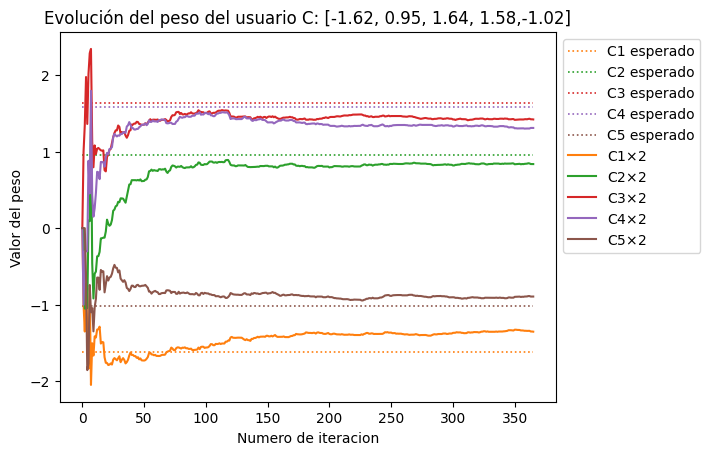 Evolución del peso del usuario C: [-1.62, 0.95, 1.64, 1.58,-1.02]
Valor del peso
2
1
0
−1
−2
0 50 100 150 200 250 300 350
Numero de iteracion
C1 esperado
C2 esperado
C3 esperado
C4 esperado
C5 esperado
C1×2
C2×2
C3×2
C4×2
C5×2